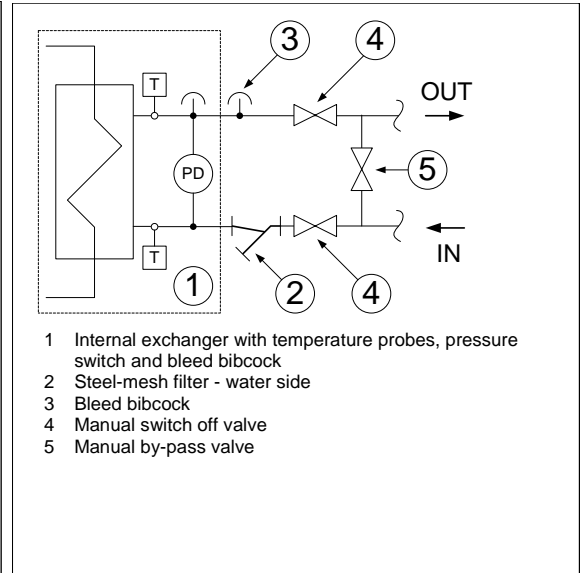 3
4
T
OUT
PD
5
T
IN
1
2
4
1 Internal exchanger with temperature probes, pressure
switch and bleed bibcock
2 Steel-mesh filter - water side
3 Bleed bibcock
4 Manual switch off valve
5 Manual by-pass valve